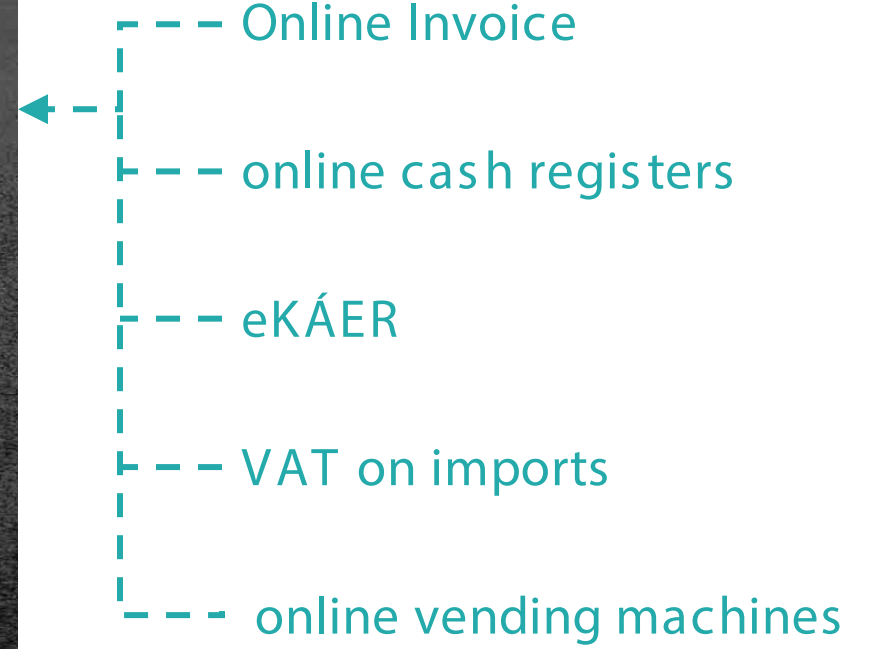 Online Invoice
online cash registers
eKÁER
VAT on imports
online vending machines